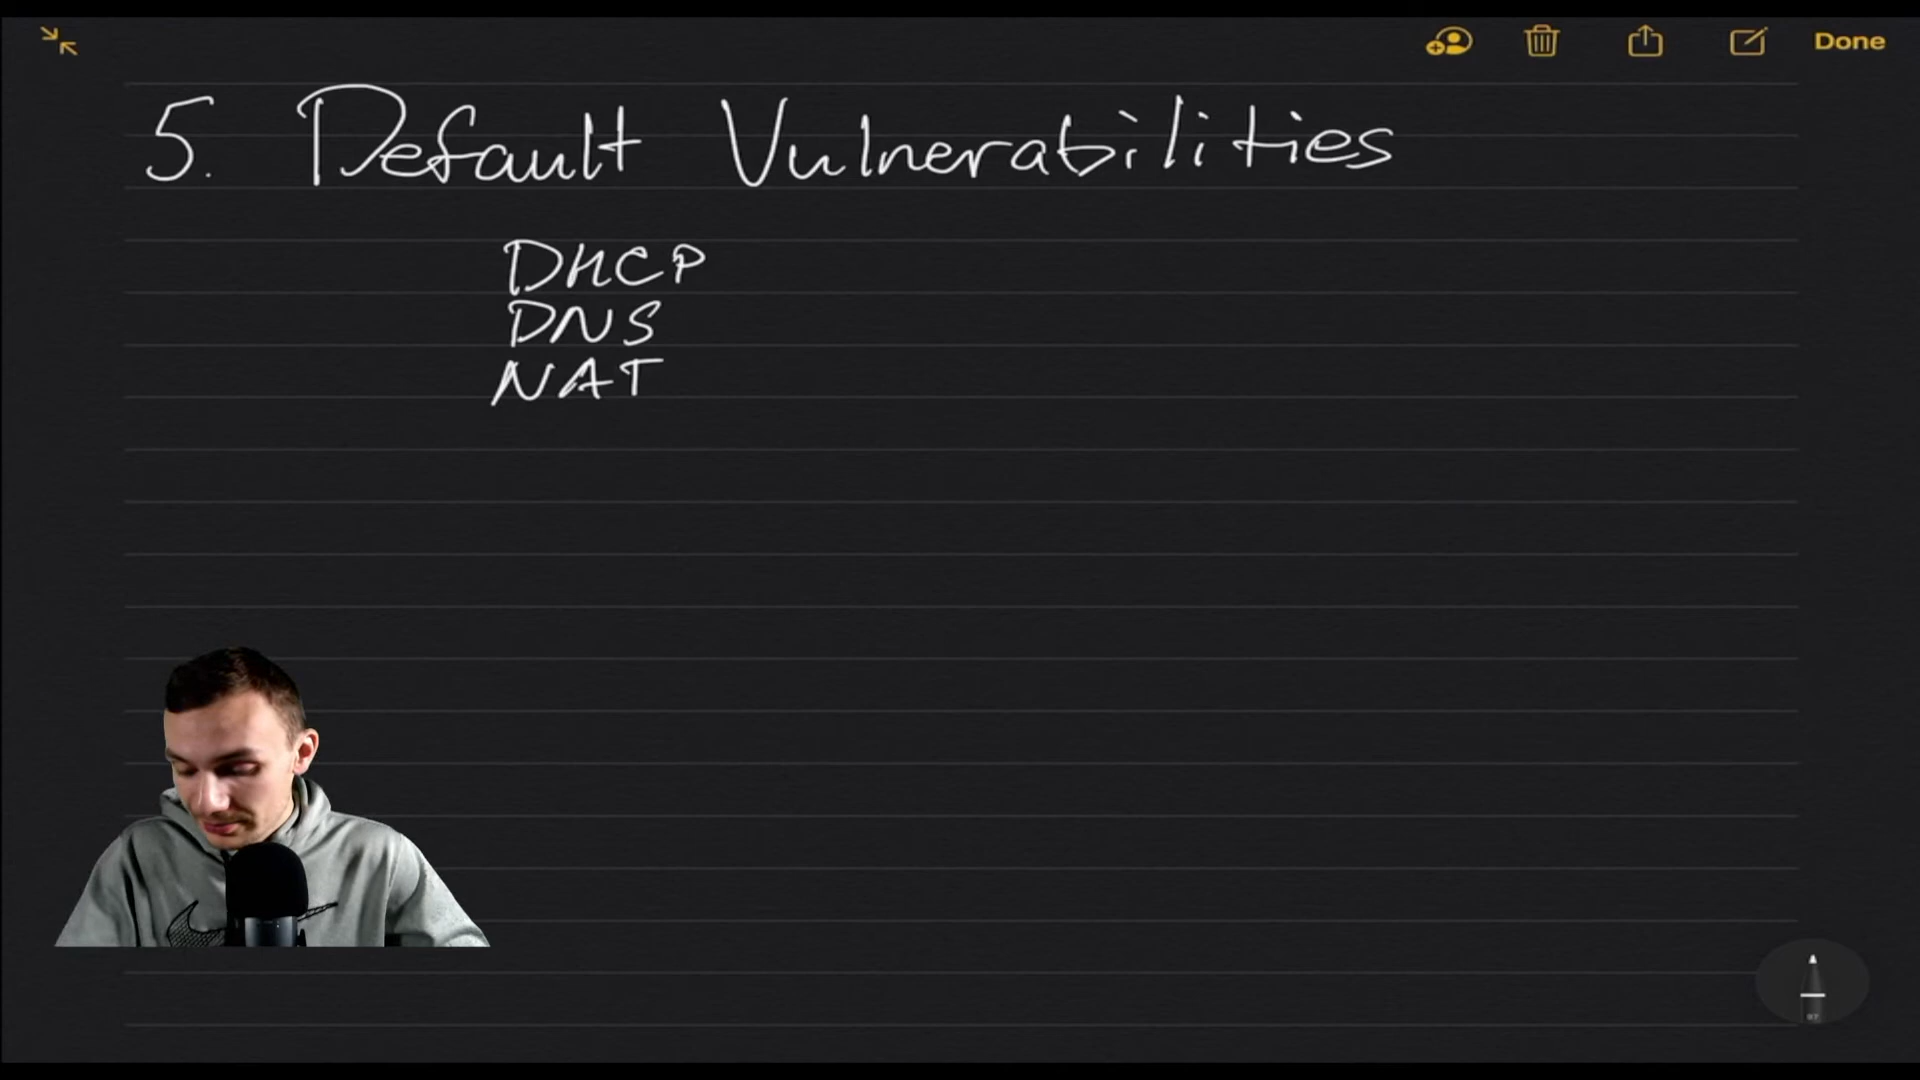 Done
5. Default Vulnerabilities
DHCP
DNS
NAT